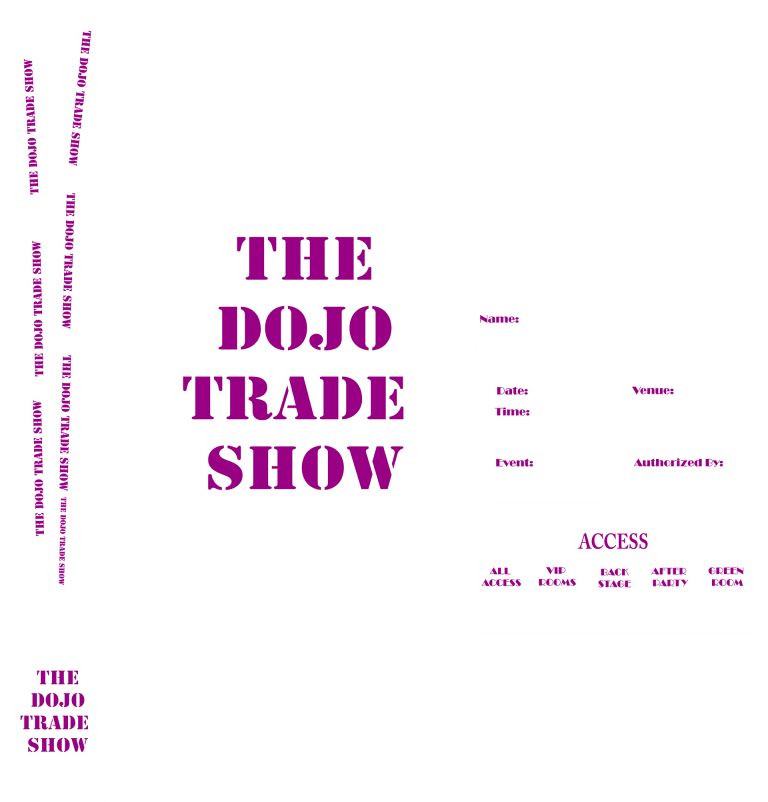 THE DOJO TRADE SHOW
THE DOJO TRADE SHOW
THE DOJO TRADE SHOW
THE DOJO TRADE SHOW
THE DOJO TRADE SHOW
THE DOJO TRADE SHOW
THE DOJO TRADE SHOW
THE
DOJO
TRADE
SHOW
THE
DOJO
TRADE
SHOW
Name:
Date:
Venue:
Time:
Event:
Authorized By:
ACCESS
ALL
ACCESS
VIP
ROOMS
BACK
STAGE
AFTER
PARTY
GREEN
ROOM